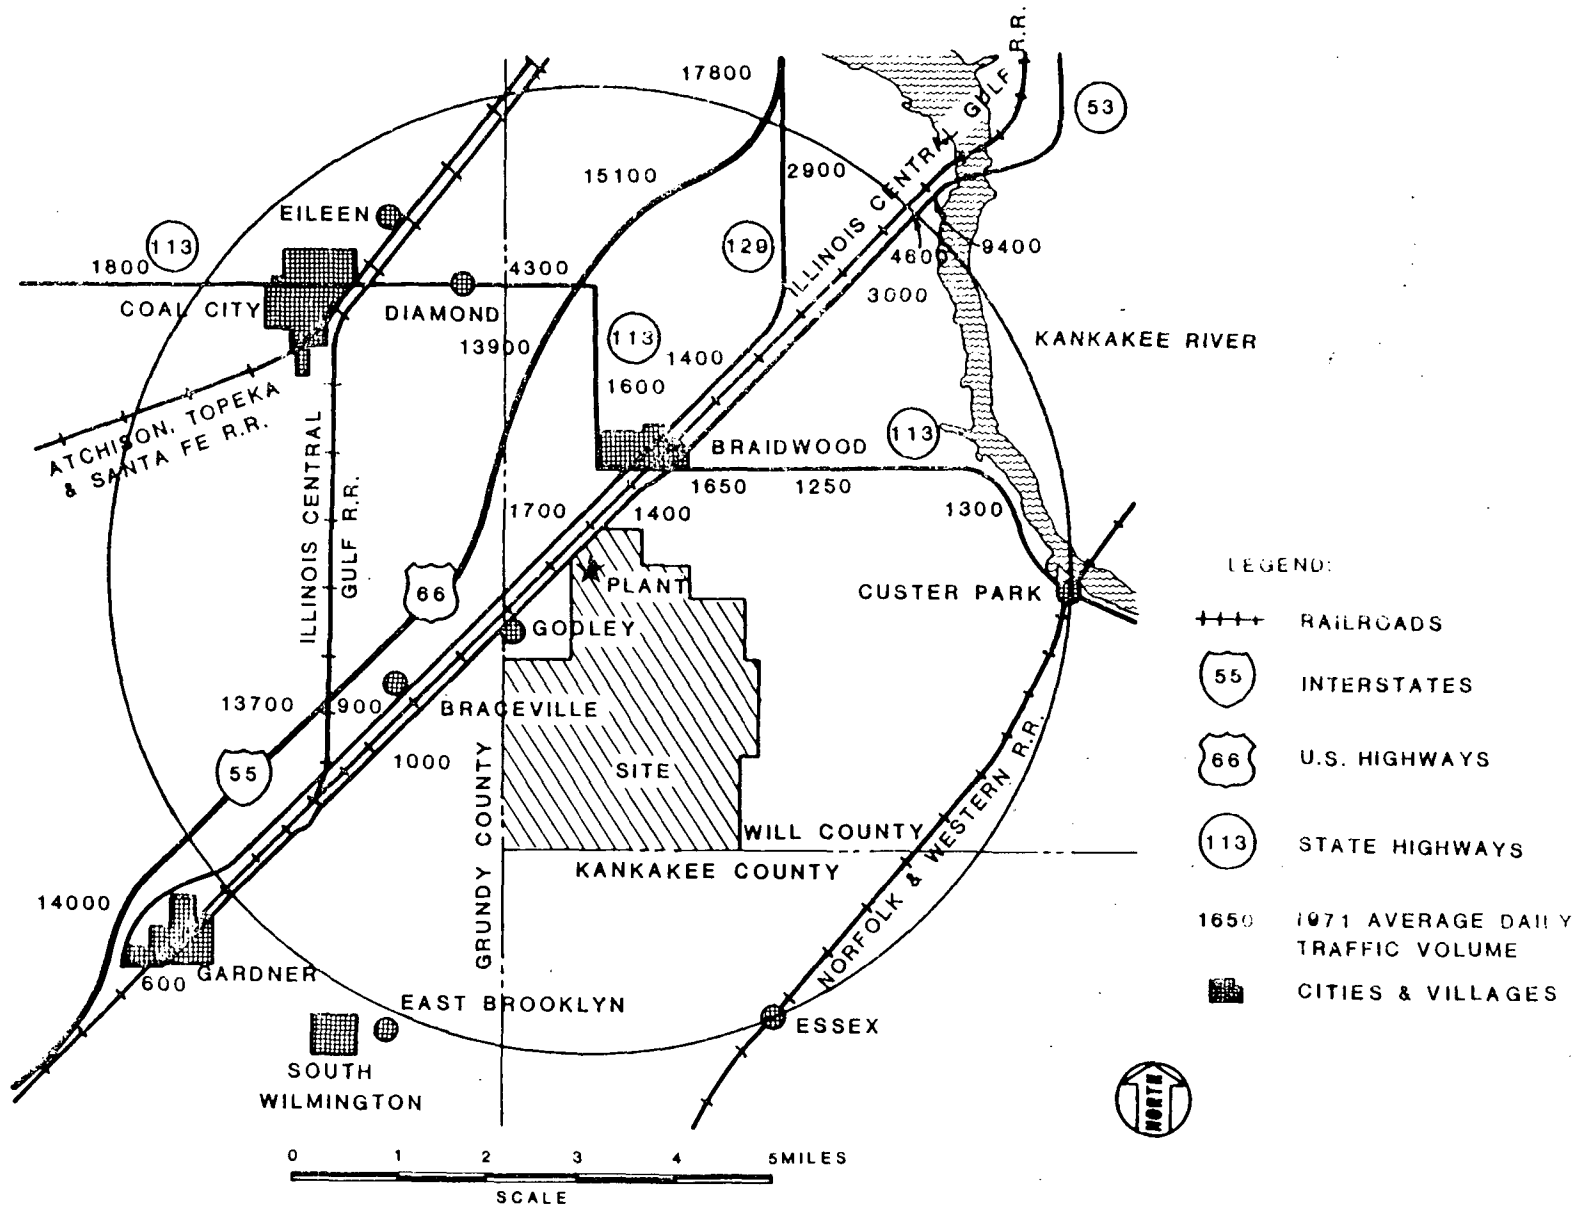 R.R.
17800
53
ILLINOIS CENTRAL GULF
15100
2900
EILEEN
113
129
9400
4600
1800
4300
3000
COAL CITY
DIAMOND
113
KANKAKEE RIVER
13900
1400
1600
ATCHISON, TOPEKA
& SANTA FE R.R.
113
BRAIDWOOD
1650
1250
1300
1700
1400
ILLINOIS CENTRAL
GULF R.R.
66
PLANT
CUSTER PARK
GODLEY
13700
900
BRACEVILLE
1000
55
SITE
WILL COUNTY
KANKAKEE COUNTY
GRUNDY COUNTY
NORFOLK & WESTERN R.R.
14000
600
GARDNER
EAST BROOKLYN
ESSEX
SOUTH
WILMINGTON
LEGEND:
RAILROADS
55
INTERSTATES
66
U.S. HIGHWAYS
113
STATE HIGHWAYS
1650
1971 AVERAGE DAILY
TRAFFIC VOLUME
CITIES & VILLAGES
NORTH
0 1 2 3 4 5 MILES
SCALE